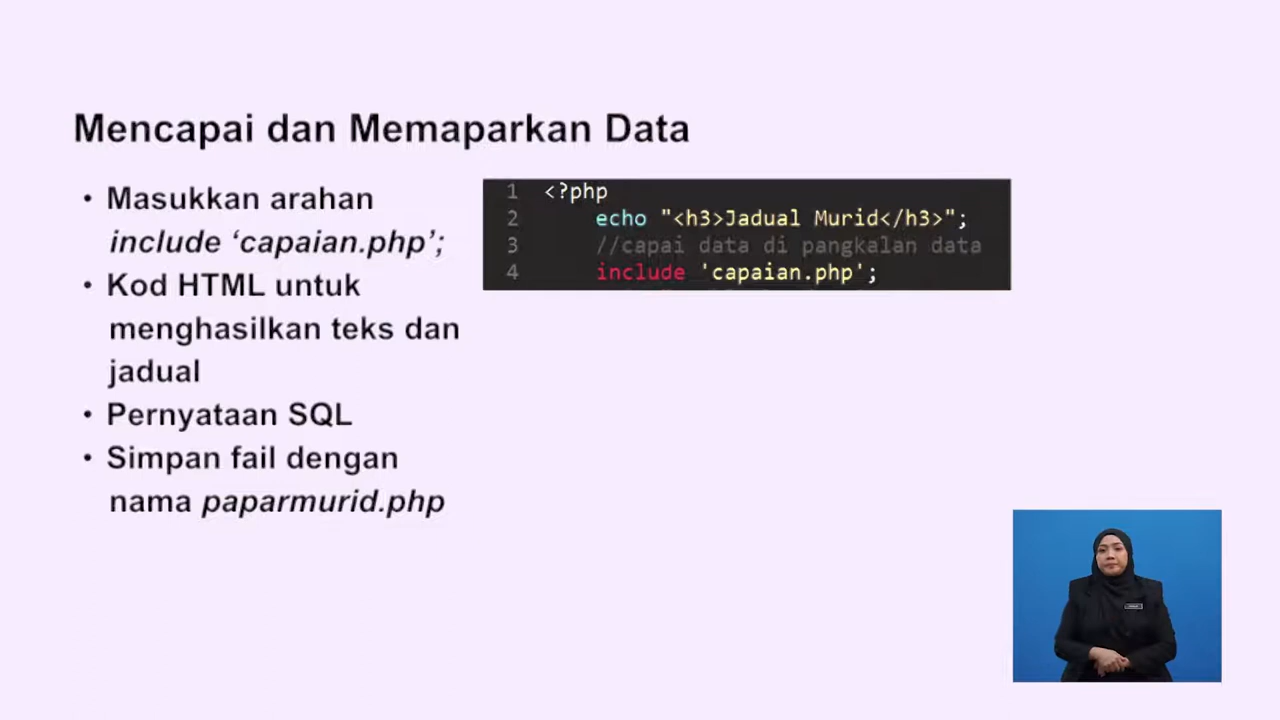 Mencapai dan Memaparkan Data
• Masukkan arahan
include ‘capaian.php’;
• Kod HTML untuk
menghasilkan teks dan
jadual
• Pernyataan SQL
• Simpan fail dengan
nama paparmurid.php
1 <?php
2 echo "<h3>Jadual Murid</h3>";
3 //capai data di pangkalan data
4 include 'capaian.php';